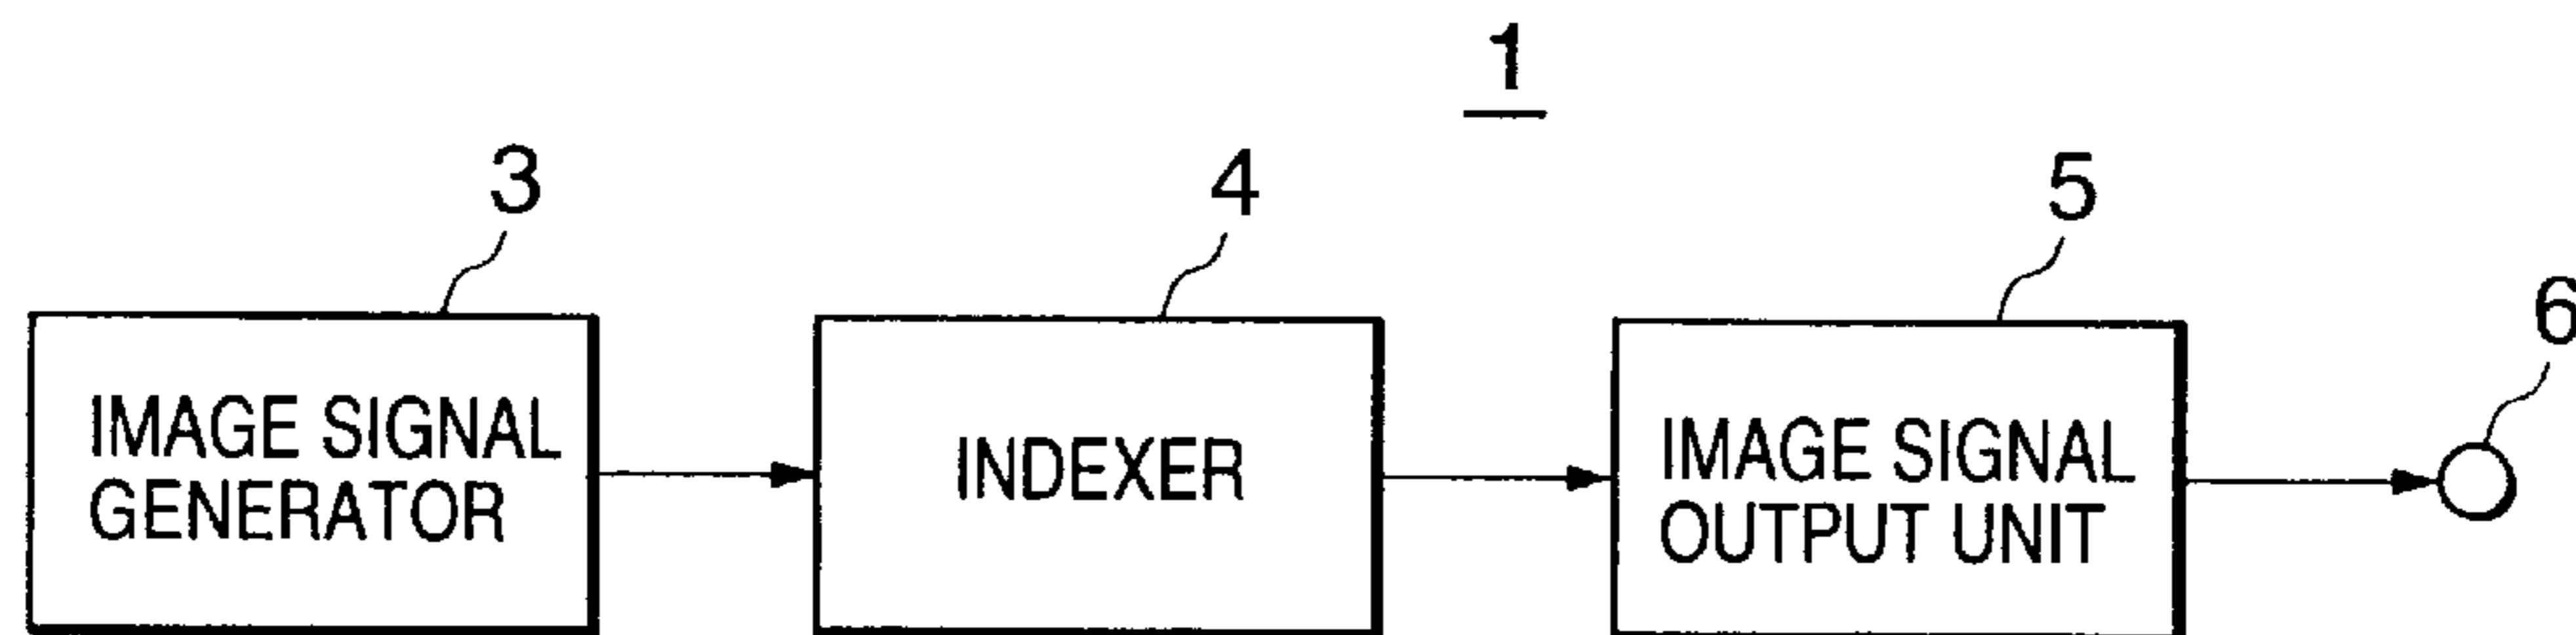 1
3
4
5
6
IMAGE SIGNAL
GENERATOR
INDEXER
IMAGE SIGNAL
OUTPUT UNIT